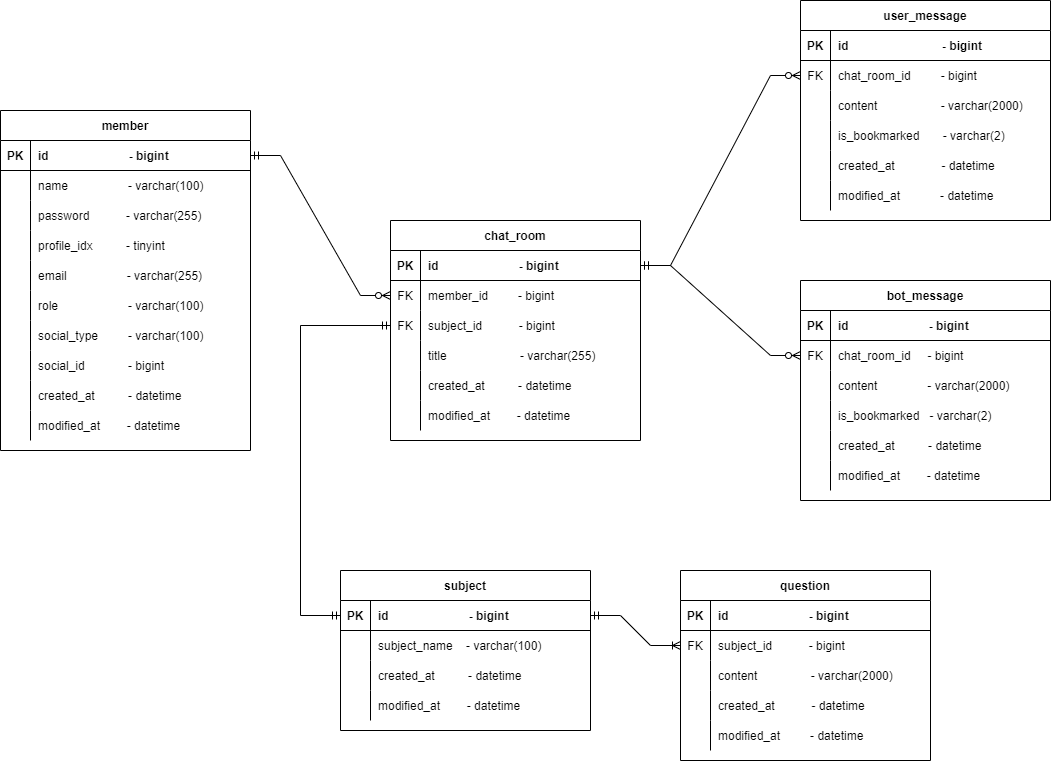 member
PK id - bigint
name - varchar(100)
password - varchar(255)
profile_idx - tinyint
email - varchar(255)
role - varchar(100)
social_type - varchar(100)
social_id - bigint
created_at - datetime
modified_at - datetime
chat_room
PK id - bigint
FK member_id - bigint
FK subject_id - bigint
title - varchar(255)
created_at - datetime
modified_at - datetime
user_message
PK id - bigint
FK chat_room_id - bigint
content - varchar(2000)
is_bookmarked - varchar(2)
created_at - datetime
modified_at - datetime
bot_message
PK id - bigint
FK chat_room_id - bigint
content - varchar(2000)
is_bookmarked - varchar(2)
created_at - datetime
modified_at - datetime
subject
PK id - bigint
subject_name - varchar(100)
created_at - datetime
modified_at - datetime
question
PK id - bigint
FK subject_id - bigint
content - varchar(2000)
created_at - datetime
modified_at - datetime